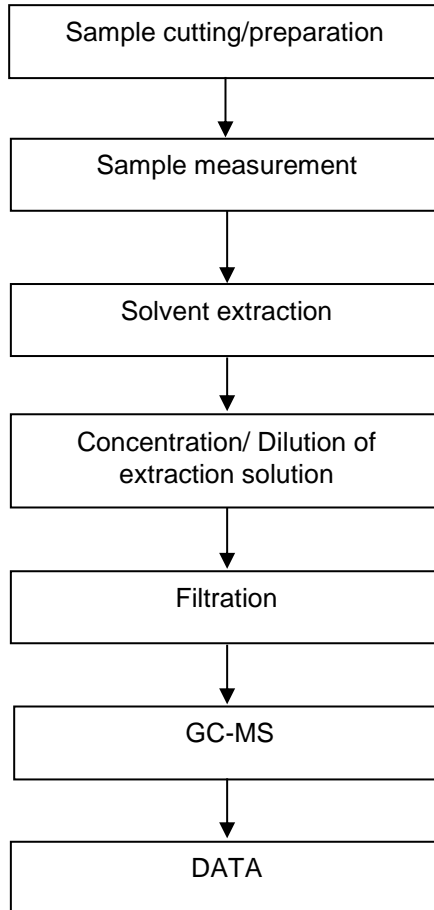 Sample cutting/preparation
Sample measurement
Solvent extraction
Concentration/ Dilution of
extraction solution
Filtration
GC-MS
DATA